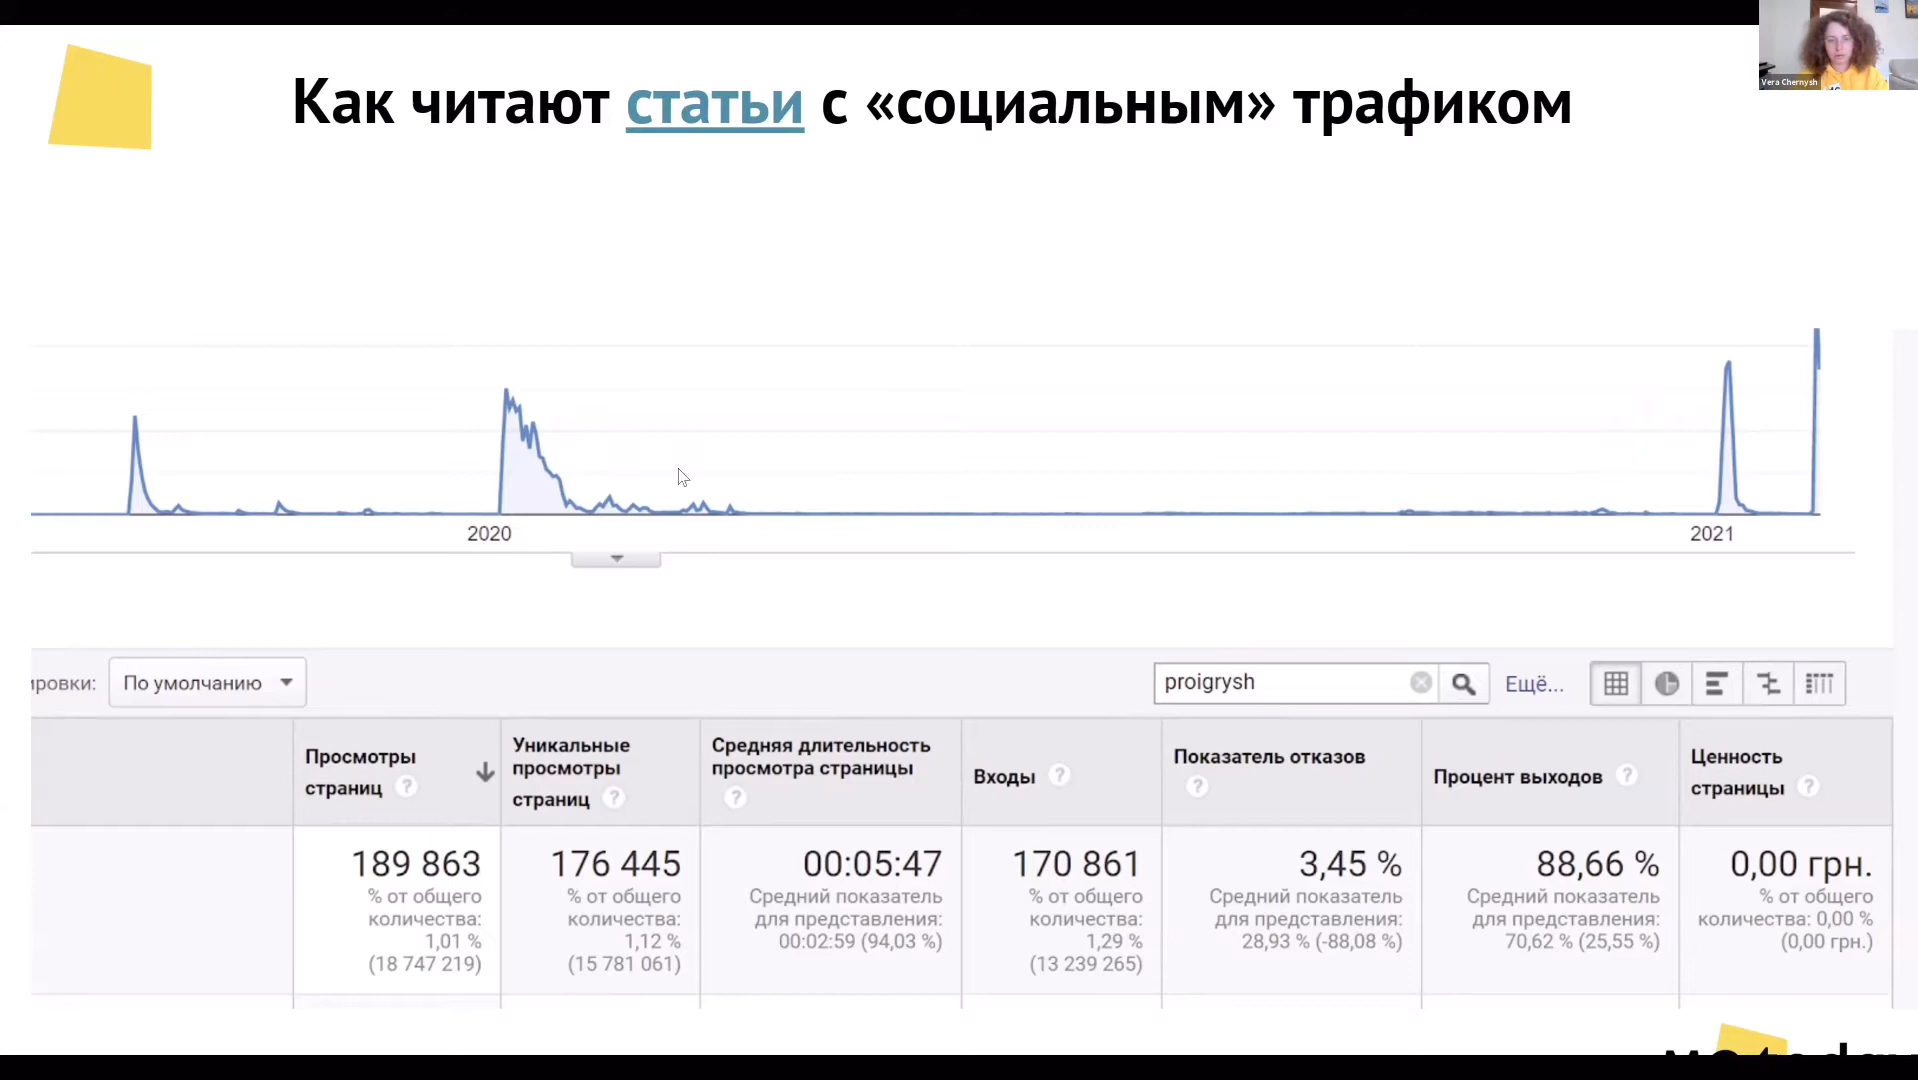 Vera Chernysh
Как читают статьи с «социальным» трафиком
2020
2021
ировки:
По умолчанию
proigrysh
Ещё...
Просмотры
страниц ?
Уникальные
просмотры
страниц ?
Средняя длительность
просмотра страницы
?
Входы ?
Показатель отказов
?
Процент выходов ?
Ценность
страницы ?
189 863
% от общего
количества:
1,01 %
(18 747 219)
176 445
% от общего
количества:
1,12 %
(15 781 061)
00:05:47
Средний показатель
для представления:
00:02:59 (94,03 %)
170 861
% от общего
количества:
1,29 %
(13 239 265)
3,45 %
Средний показатель
для представления:
28,93 % (-88,08 %)
88,66 %
Средний показатель
для представления:
70,62 % (25,55 %)
0,00 грн.
% от общего
количества: 0,00 %
(0,00 грн.)